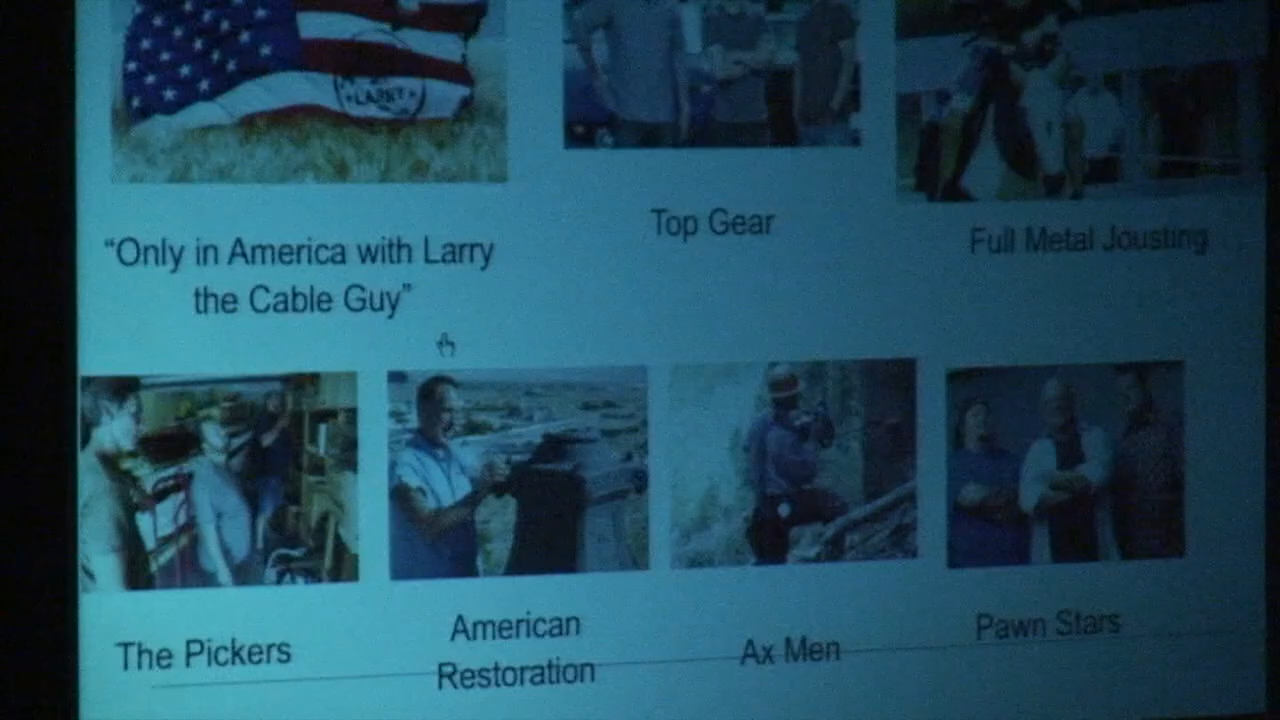 LARRY
"Only in America with Larry
the Cable Guy"
Top Gear
Full Metal Jousting
The Pickers
American
Restoration
Ax Men
Pawn Stars